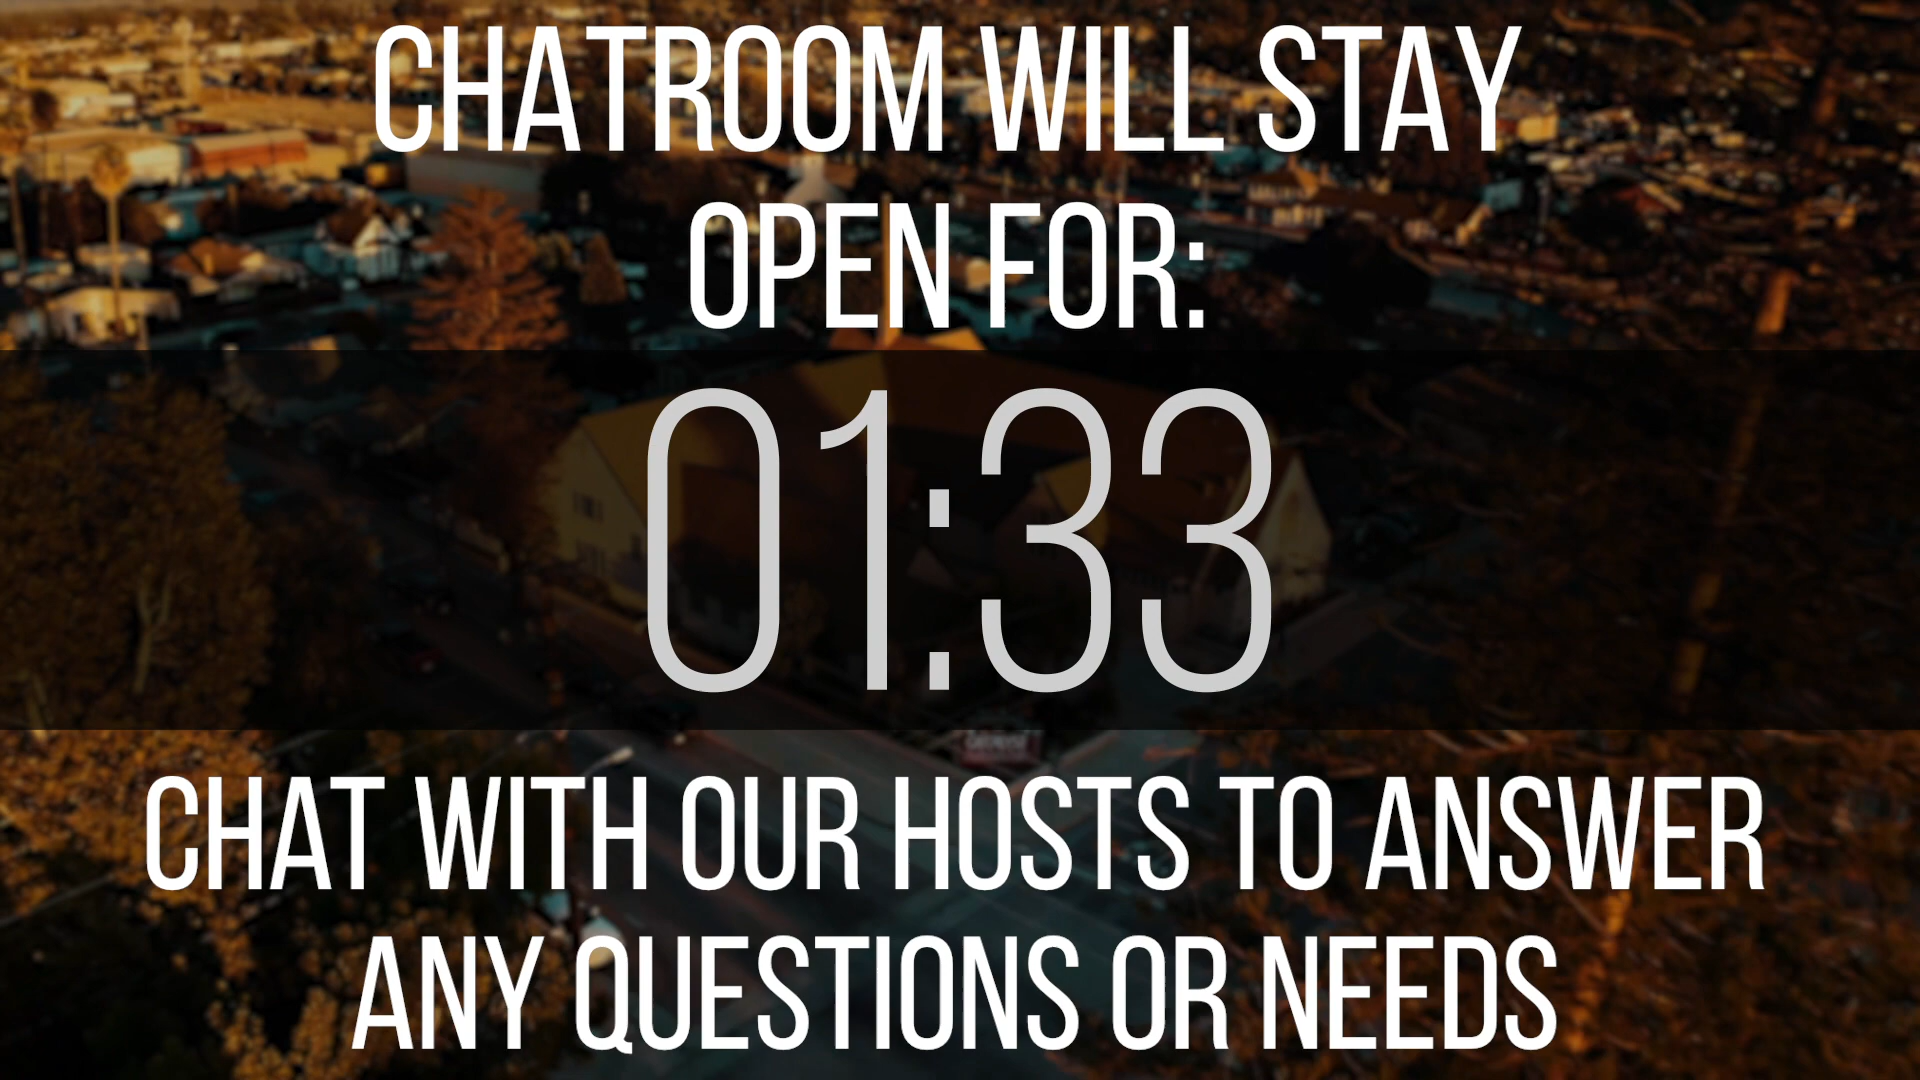 CHATROOM WILL STAY
OPEN FOR:
01:33
CHAT WITH OUR HOSTS TO ANSWER
ANY QUESTIONS OR NEEDS